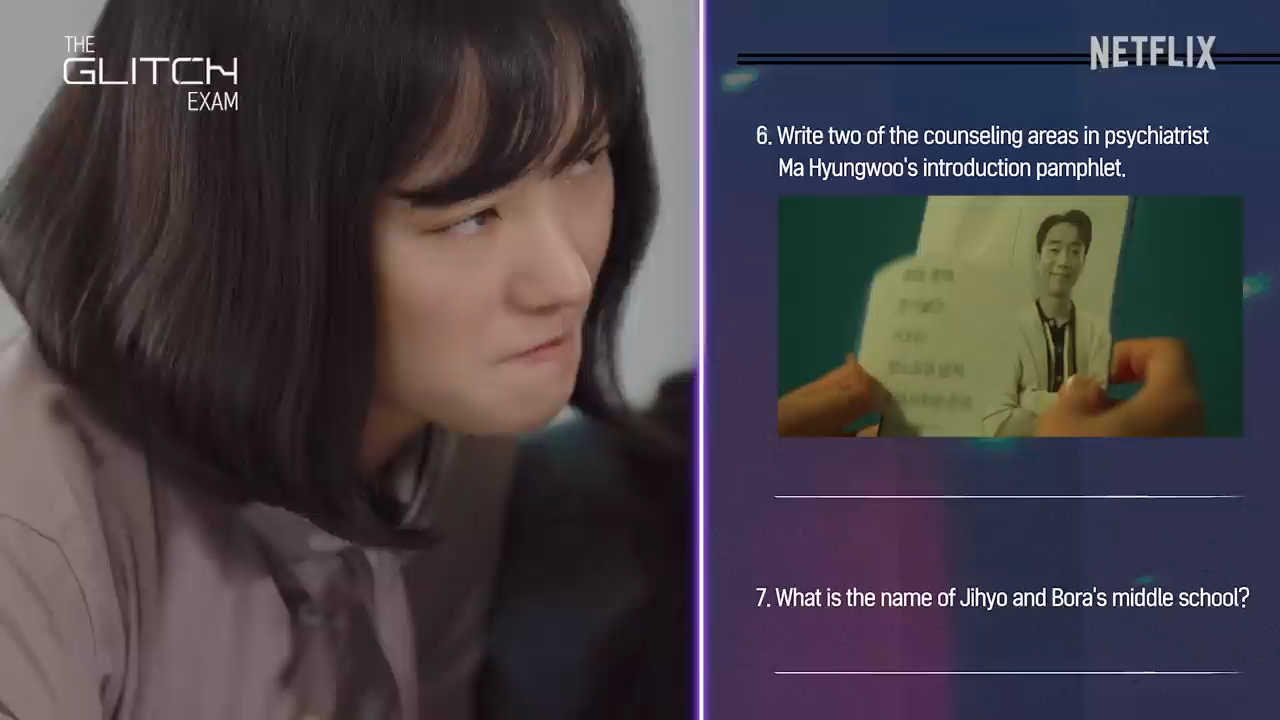 THE
GLITCH
EXAM
NETFLIX
6. Write two of the counseling areas in psychiatrist
Ma Hyungwoo's introduction pamphlet.
7. What is the name of Jihyo and Bora's middle school?